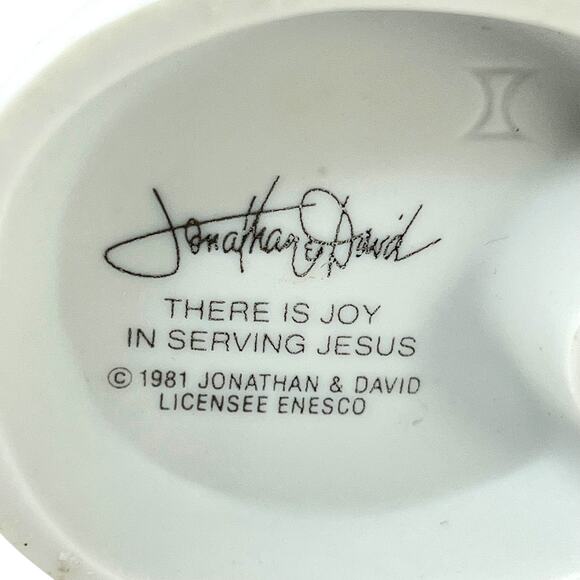 Jonathan & David
THERE IS JOY
IN SERVING JESUS
© 1981 JONATHAN & DAVID
LICENSEE ENESCO